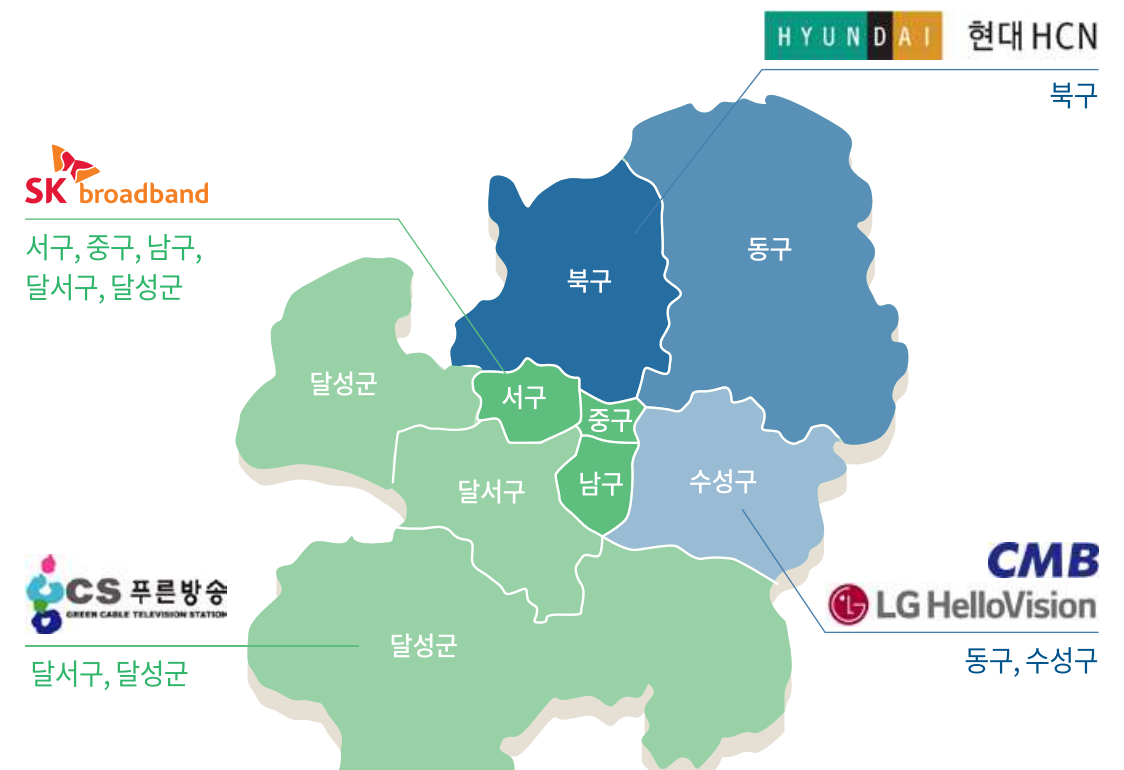 HYUNDAI 현대 HCN
북구
SK broadband
서구, 중구, 남구,
달서구, 달성군
동구
북구
달성군
서구
중구
달서구
남구
수성구
CMB
LG HelloVision
동구, 수성구
GCS 푸른방송
GREEN CABLE TELEVISION STATION
달서구, 달성군
달성군